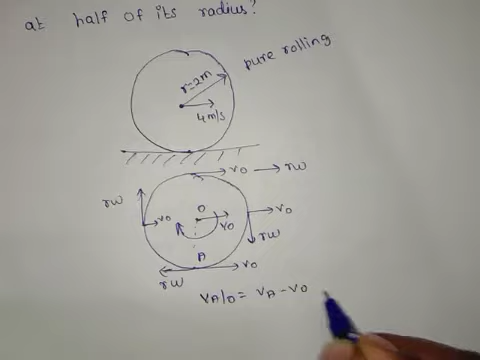 at half of its radius?
r=2m
pure rolling
4m/s
v0 → rω
rω
v0
O
v0
v0
rω
A
rω
v0
VA/O = VA - VO